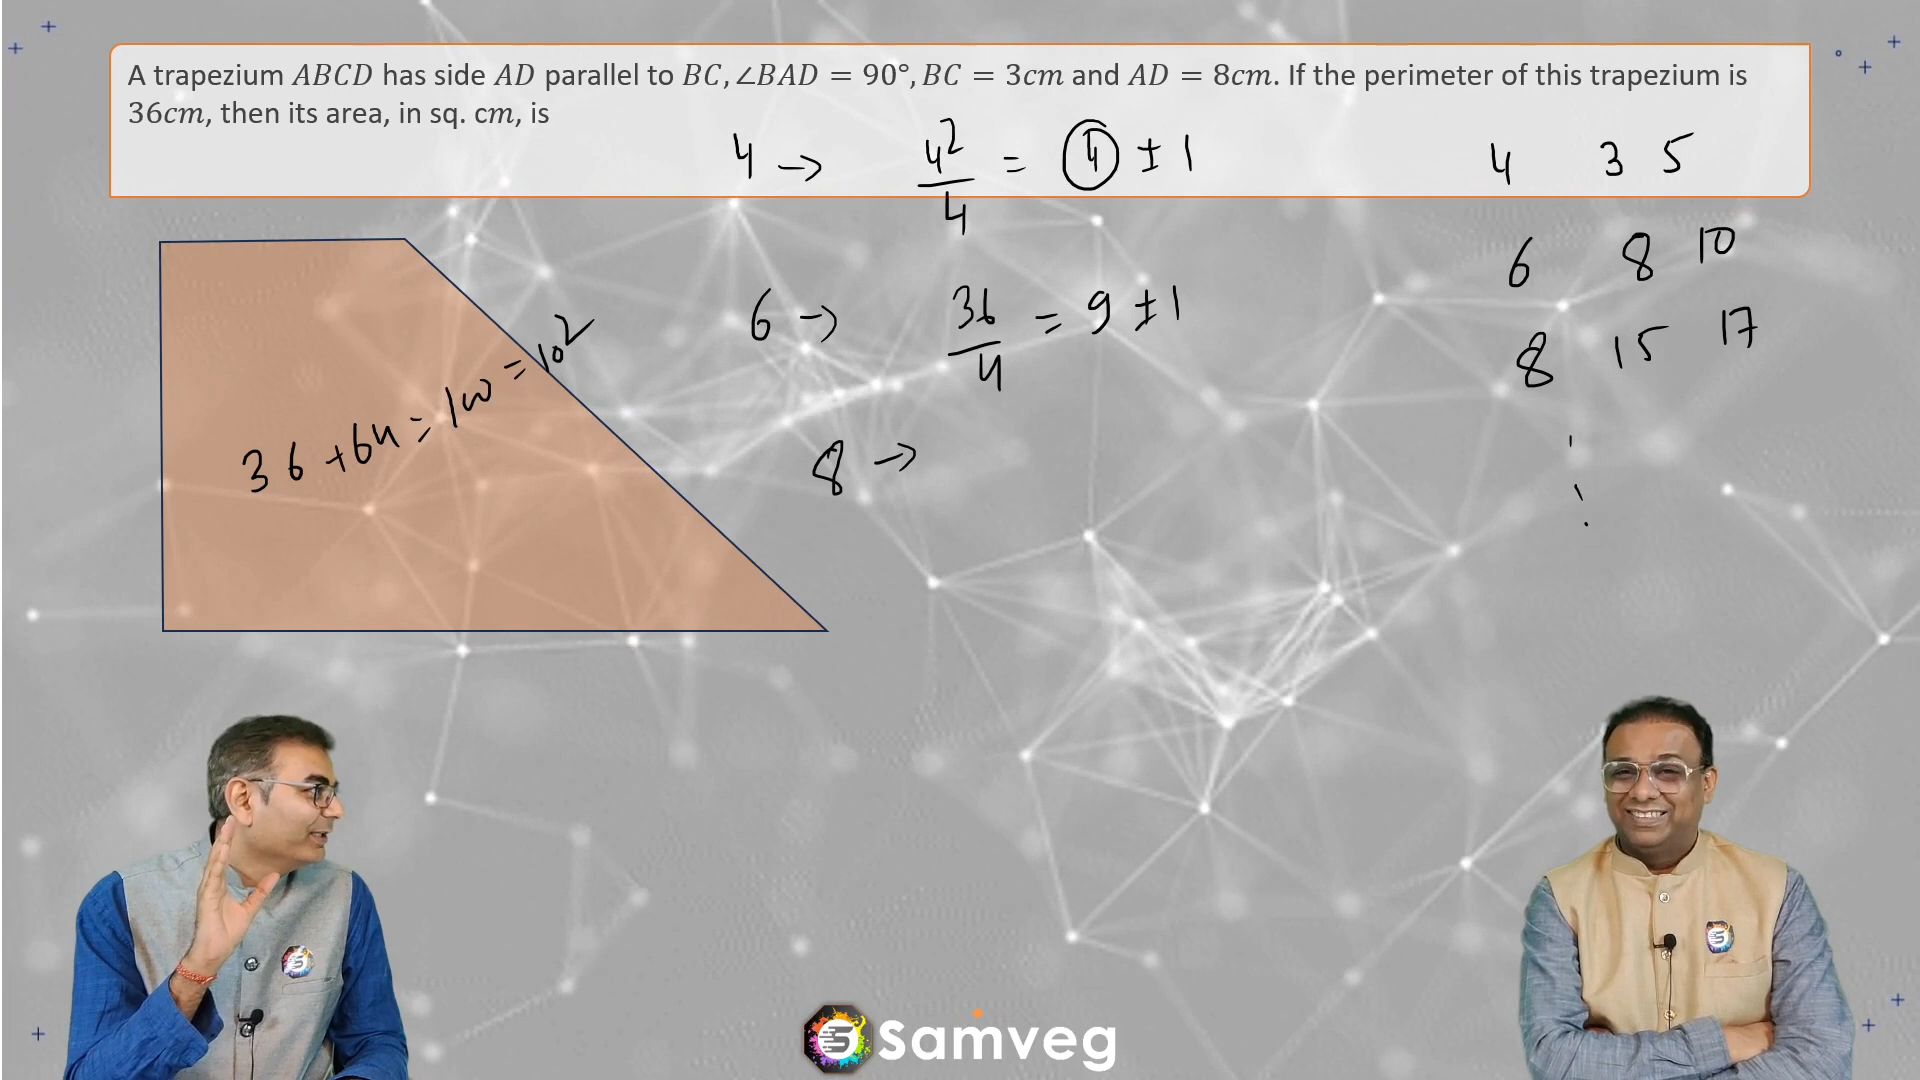 A trapezium ABCD has side AD parallel to BC, ∠BAD = 90°, BC = 3cm and AD = 8cm. If the perimeter of this trapezium is
36cm, then its area, in sq. cm, is
4 → 4²/4 = 4 ± 1
4 3 5
6 8 10
6 → 36/4 = 9 ± 1
8 15 17
36 + 64 = 100 = 10²
8 →
Samveg